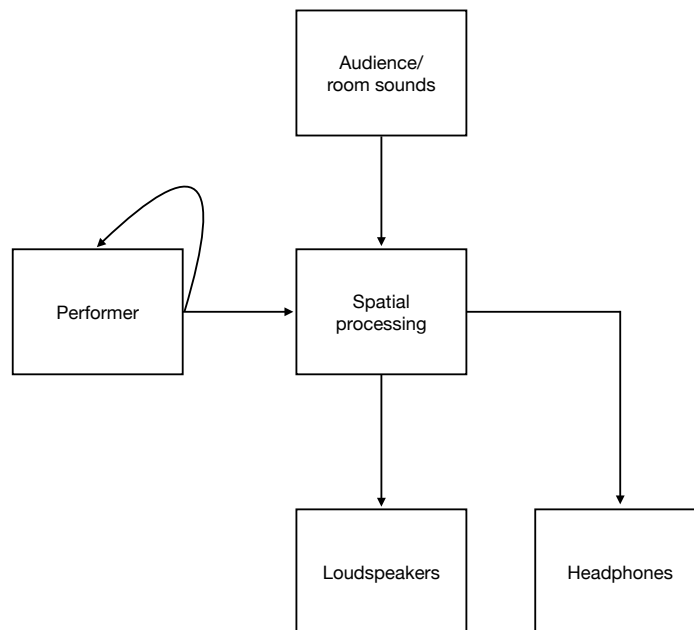 Audience/
room sounds
Performer
Spatial
processing
Loudspeakers
Headphones